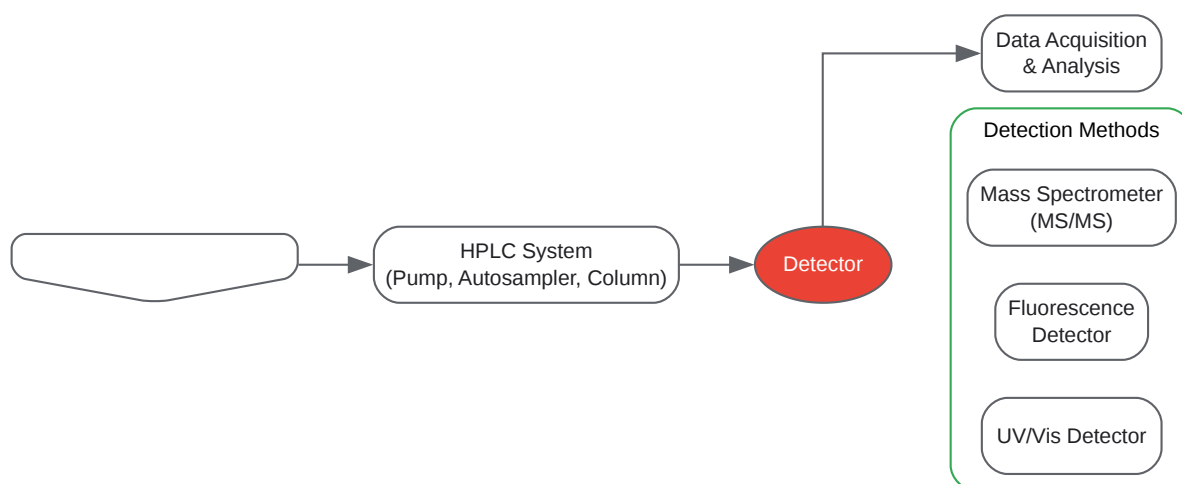 Data Acquisition
& Analysis
Detection Methods
Mass Spectrometer
(MS/MS)
HPLC System
(Pump, Autosampler, Column)
Detector
Fluorescence
Detector
UV/Vis Detector